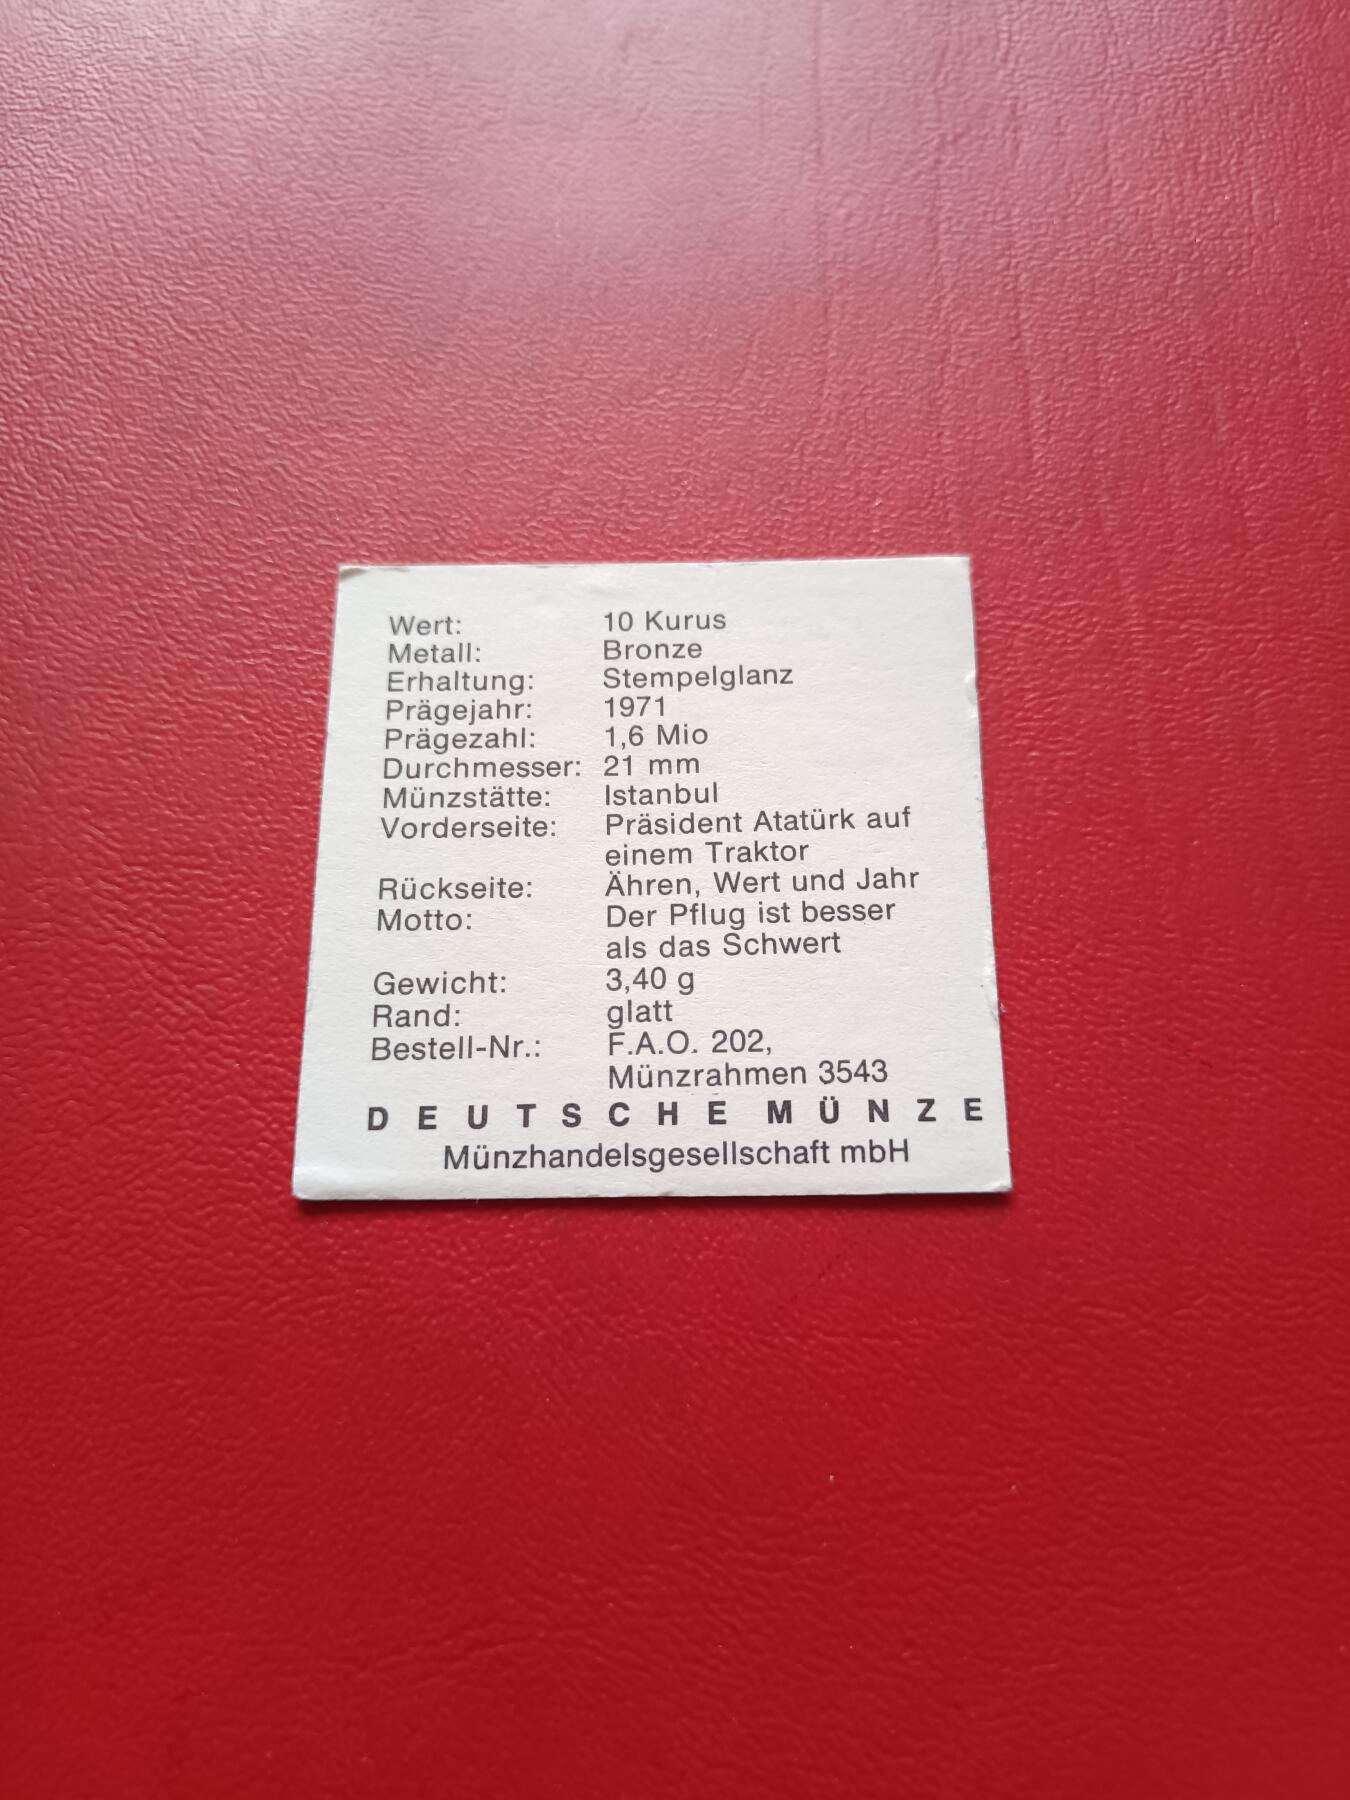 Wert: 10 Kurus
Metall: Bronze
Erhaltung: Stempelglanz
Prägejahr: 1971
Prägezahl: 1,6 Mio
Durchmesser: 21 mm
Münzstätte: Istanbul
Vorderseite: Präsident Atatürk auf
einem Traktor
Rückseite: Ähren, Wert und Jahr
Motto: Der Pflug ist besser
als das Schwert
Gewicht: 3,40 g
Rand: glatt
Bestell-Nr.: F.A.O. 202,
Münzrahmen 3543
DEUTSCHE MÜNZE
Münzhandelsgesellschaft mbH